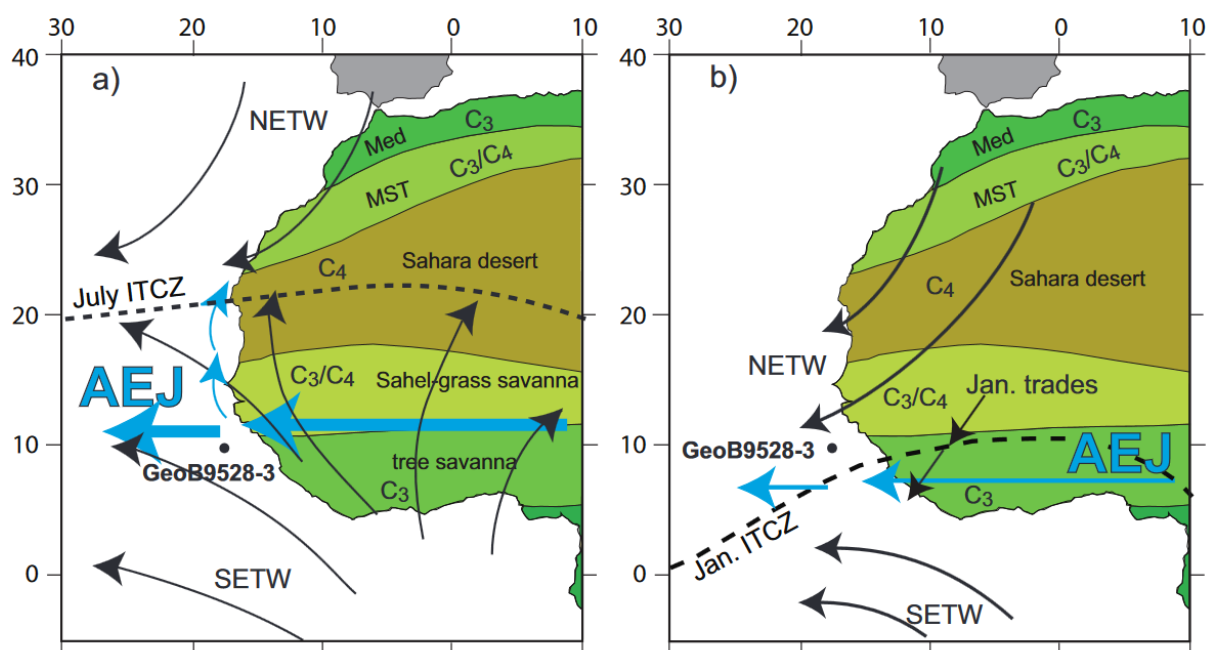 30 20 10 0 10
40
30
20
10
0
a)
NETW
Med
C3
MST
C3/C4
C4
Sahara desert
July ITCZ
C3/C4
Sahel-grass savanna
AEJ
GeoB9528-3
tree savanna
C3
SETW
30 20 10 0 10
b)
Med
C3
MST
C3/C4
C4
Sahara desert
NETW
C3/C4
Jan. trades
GeoB9528-3
AEJ
C3
Jan. ITCZ
SETW
40
30
20
10
0